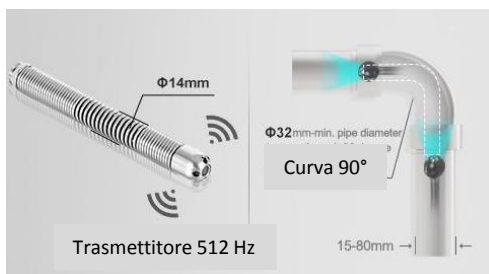 Φ14mm
Trasmettitore 512 Hz
Φ32mm-min. pipe diameter
Curva 90°
15-80mm